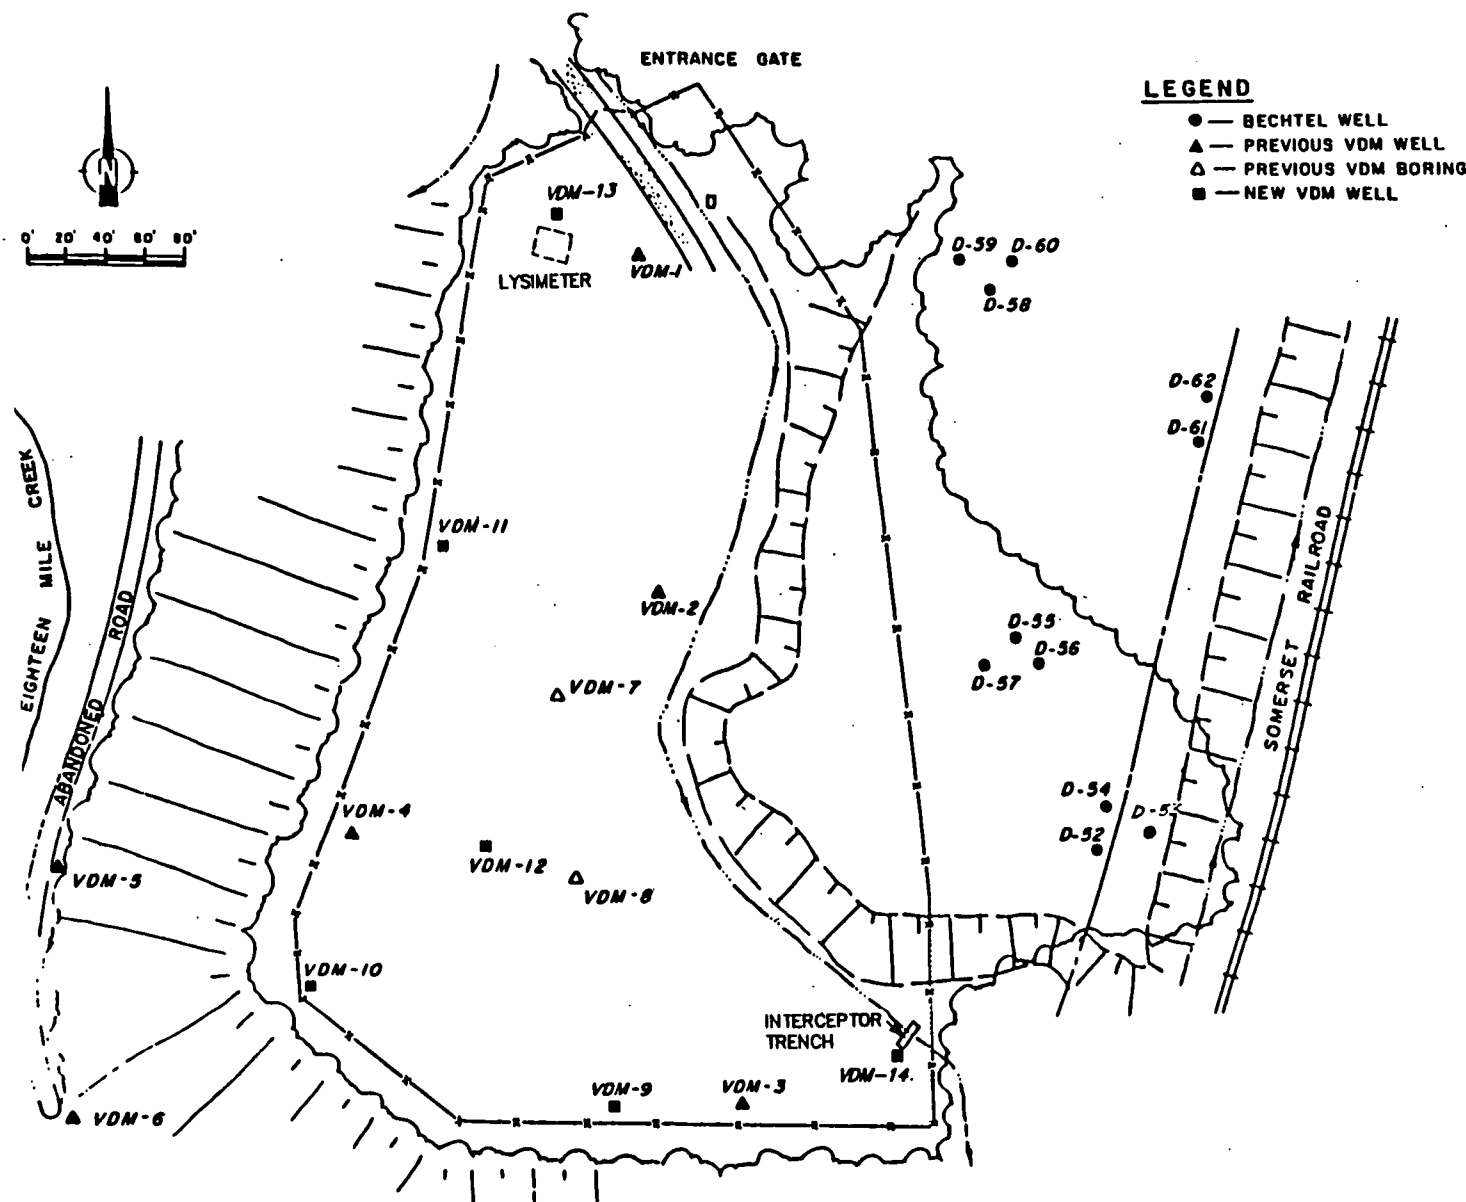 ENTRANCE GATE
LEGEND
● — BECHTEL WELL
▲ — PREVIOUS VDM WELL
△ — PREVIOUS VDM BORING
■ — NEW VDM WELL
N
0' 20' 40' 60' 80'
VDM-13
LYSIMETER
VDM-1
D-59
D-60
D-58
D-62
D-61
EIGHTEEN MILE CREEK
ABANDONED ROAD
VDM-11
VDM-2
VDM-7
D-55
D-56
D-57
SOMERSET RAILROAD
VDM-4
VDM-12
VDM-8
D-54
D-53
D-52
VDM-5
VDM-10
INTERCEPTOR
TRENCH
VDM-14
VDM-9
VDM-3
VDM-6